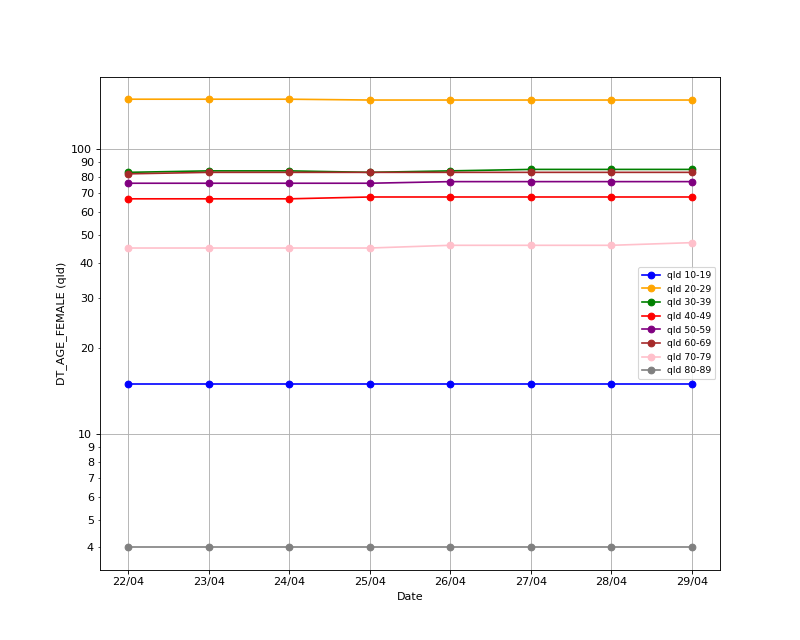 DT_AGE_FEMALE (qld)
100
90
80
70
60
50
40
30
20
10
9
8
7
6
5
4
qld 10-19
qld 20-29
qld 30-39
qld 40-49
qld 50-59
qld 60-69
qld 70-79
qld 80-89
22/04 23/04 24/04 25/04 26/04 27/04 28/04 29/04
Date